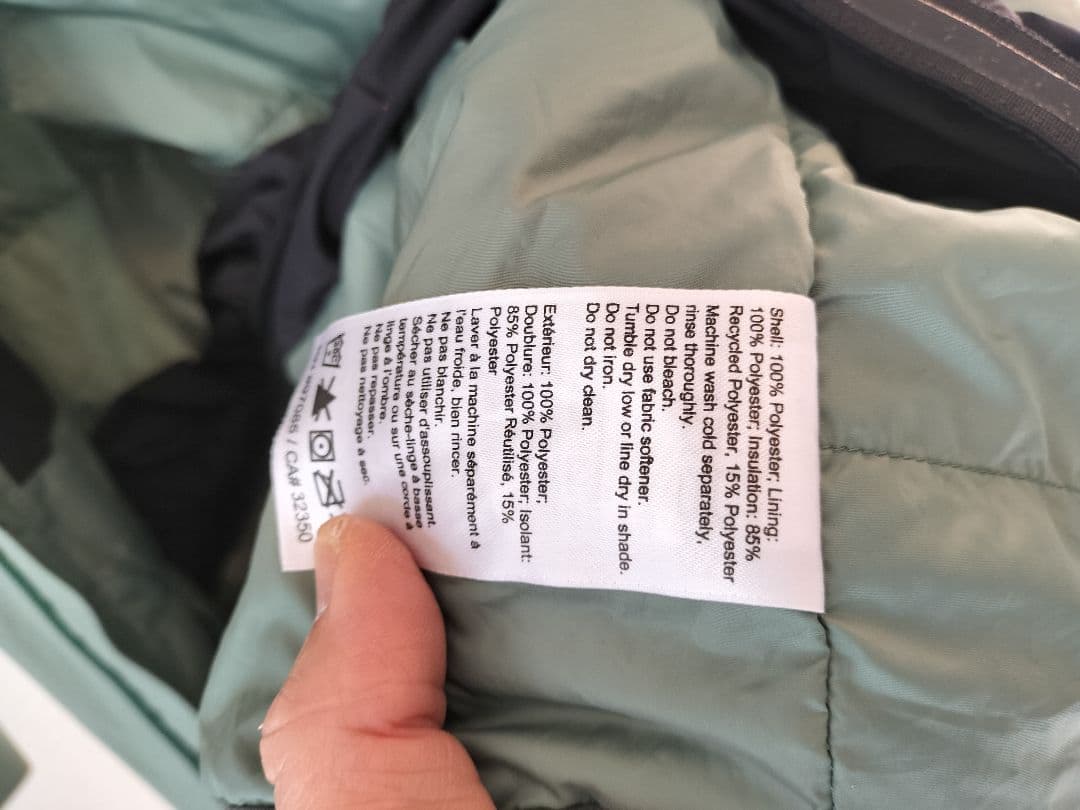 Shell: 100% Polyester; Lining:
100% Polyester; Insulation: 85%
Recycled Polyester, 15% Polyester
Machine wash cold separately,
rinse thoroughly.
Do not bleach.
Do not use fabric softener.
Tumble dry low or line dry in shade.
Do not iron.
Do not dry clean.
Extérieur: 100% Polyester;
Doublure: 100% Polyester; Isolant:
85% Polyester Réutilisé, 15%
Polyester
Laver à la machine séparément à
l'eau froide, bien rincer.
Ne pas blanchir.
Ne pas utiliser d'assouplissant.
Sécher au sèche-linge à basse
température ou sur une corde à
linge à l'ombre.
Ne pas repasser.
Ne pas nettoyage à sec.
/ CA# 32350